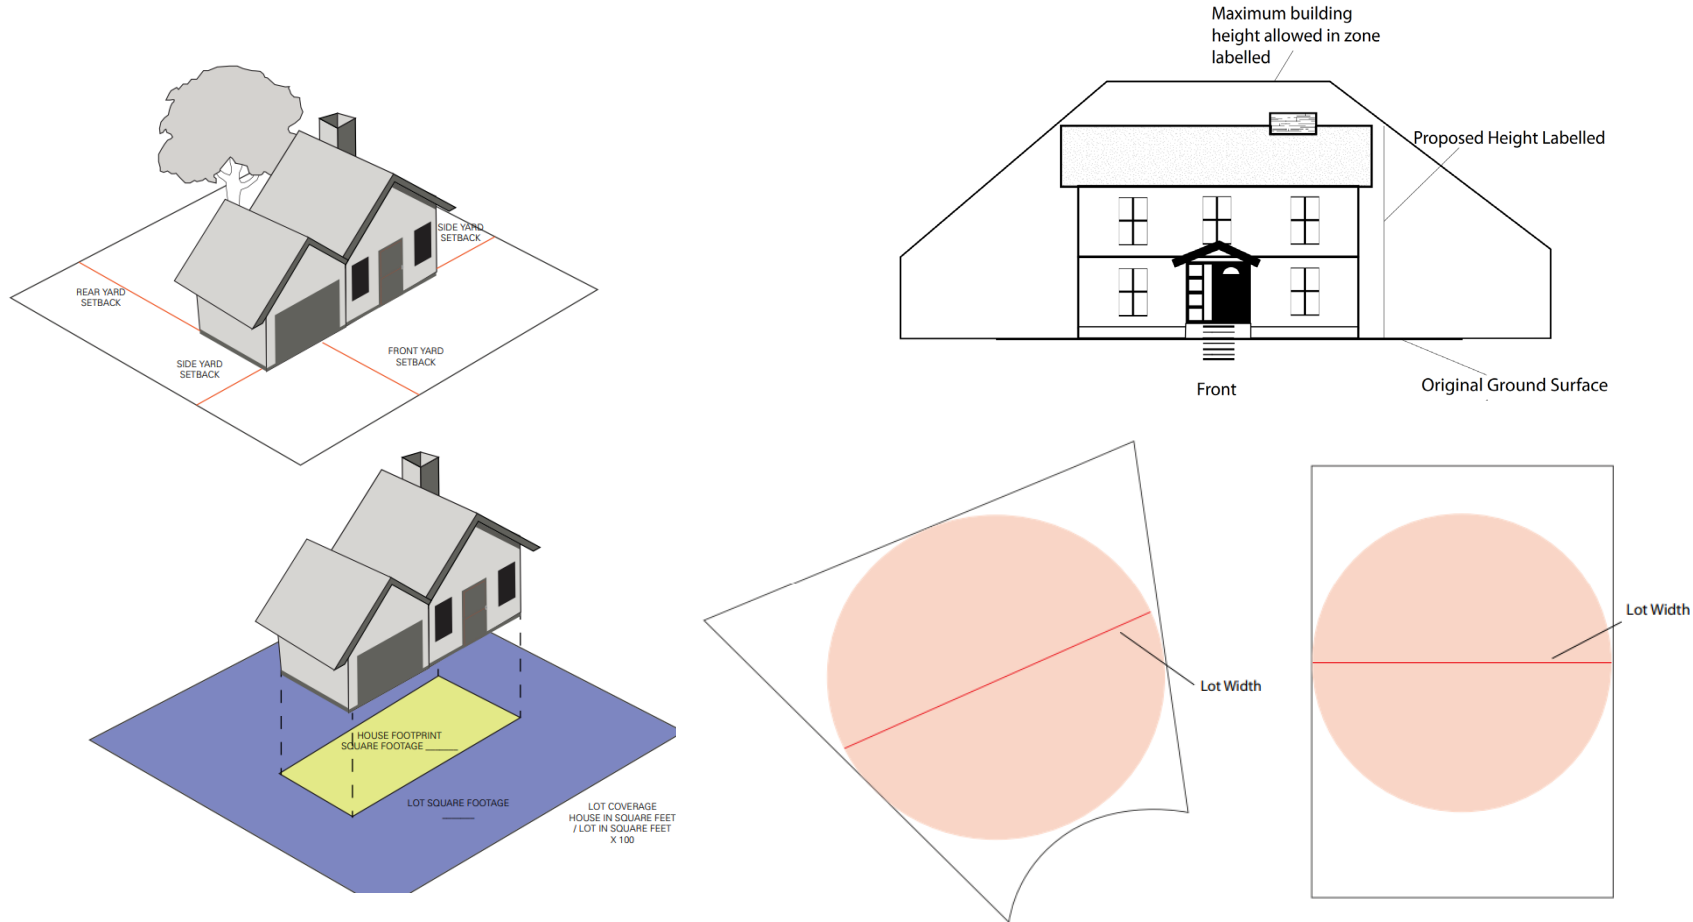 SIDE YARD
SETBACK
REAR YARD
SETBACK
FRONT YARD
SETBACK
SIDE YARD
SETBACK
Maximum building
height allowed in zone
labelled
Proposed Height Labelled
Original Ground Surface
Front
HOUSE FOOTPRINT
SQUARE FOOTAGE ______
LOT SQUARE FOOTAGE
______
LOT COVERAGE
HOUSE IN SQUARE FEET
/ LOT IN SQUARE FEET
X 100
Lot Width
Lot Width